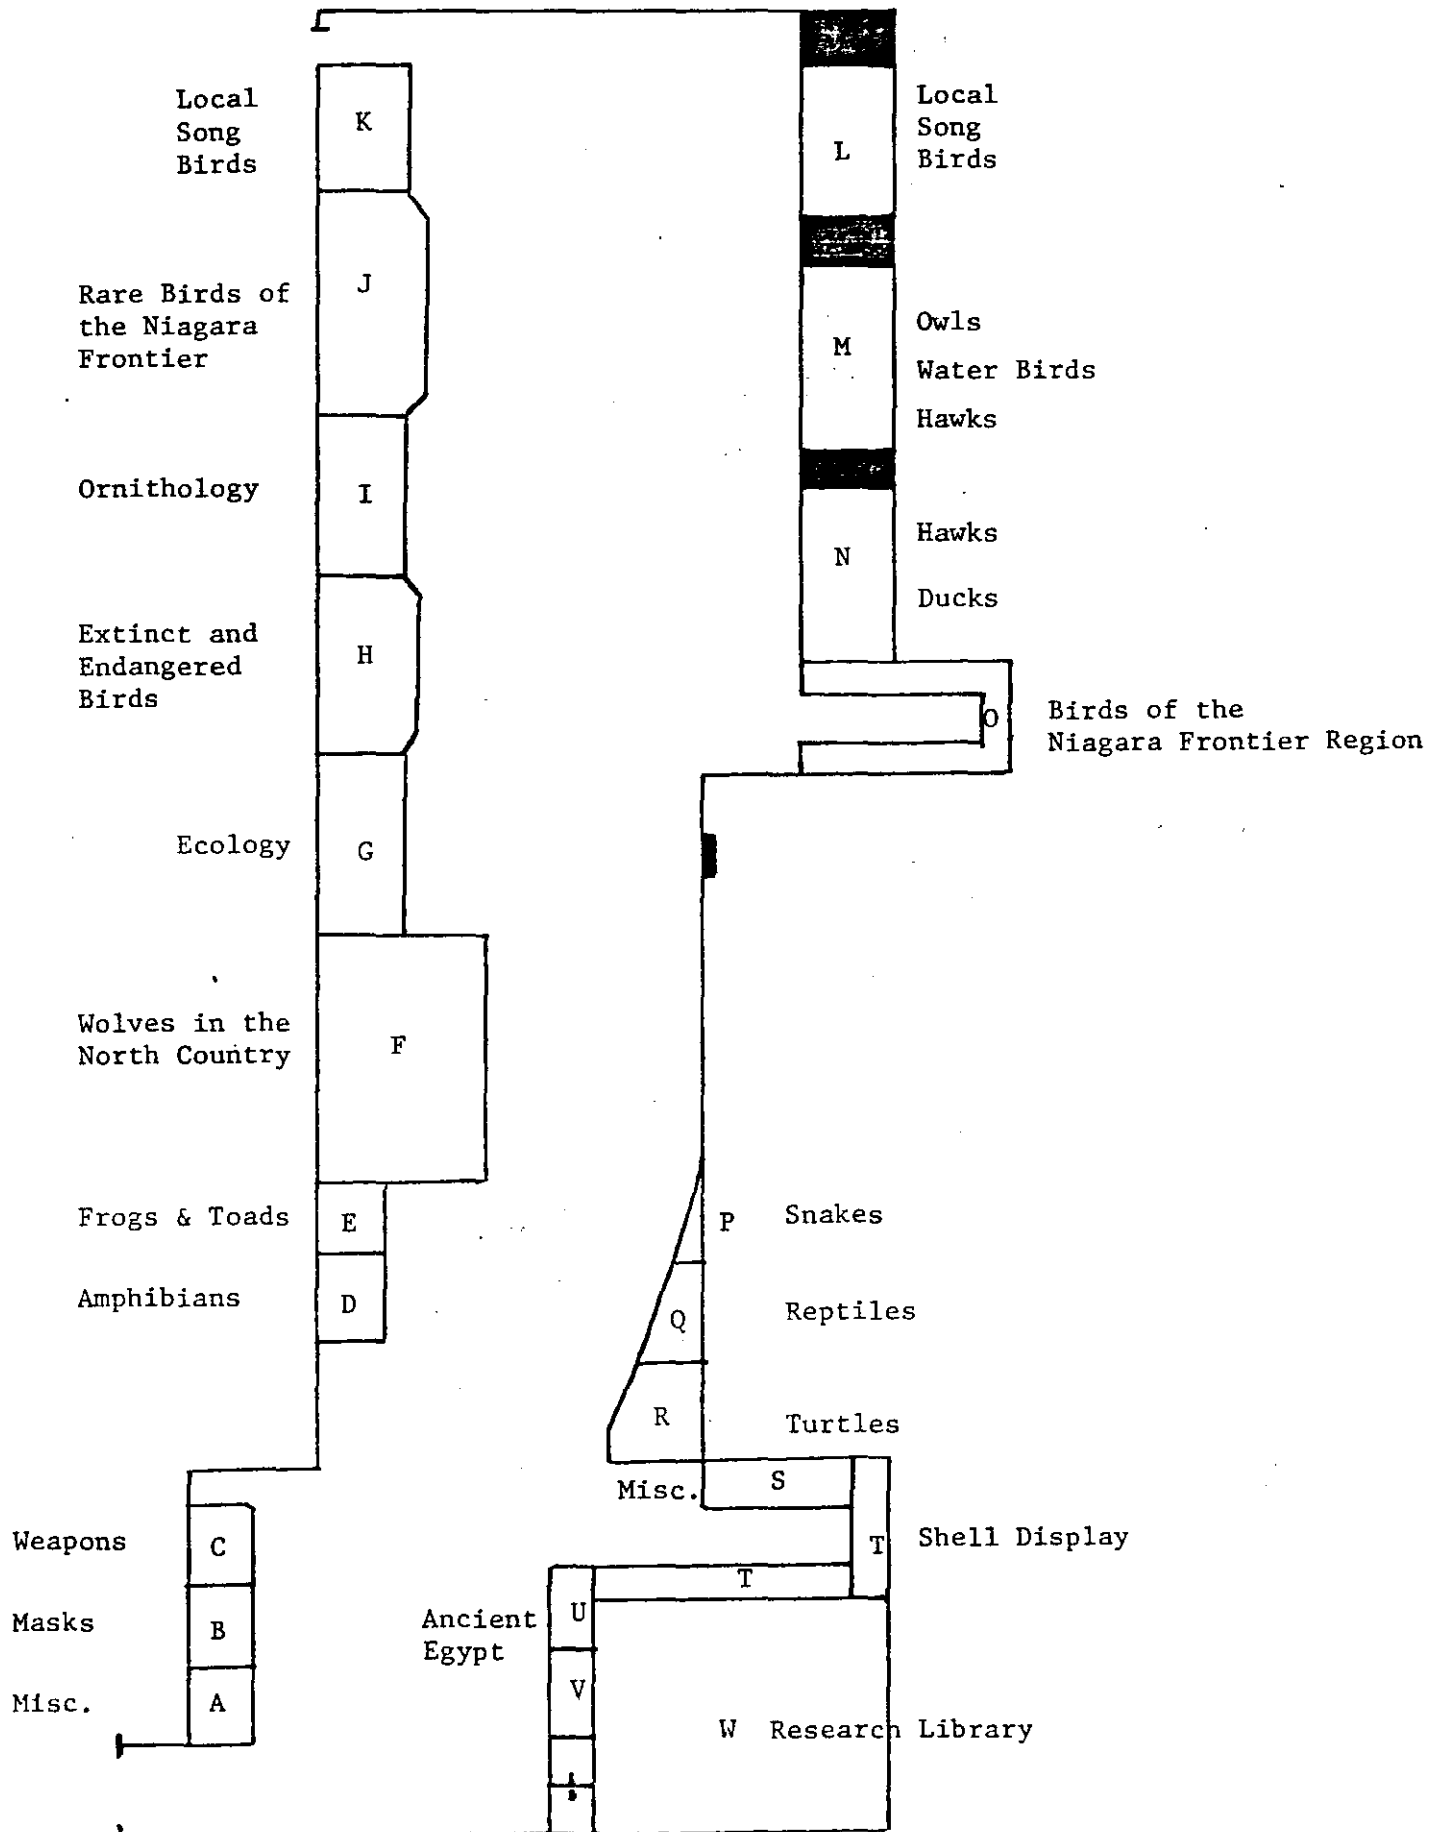 Local
Song
Birds
K
Local
Song
Birds
L
Rare Birds of
the Niagara
Frontier
J
Owls
Water Birds
Hawks
M
Ornithology
I
Hawks
Ducks
N
Extinct and
Endangered
Birds
H
O
Birds of the
Niagara Frontier Region
Ecology
G
Wolves in the
North Country
F
Frogs & Toads
E
P
Snakes
Amphibians
D
Q
Reptiles
R
Turtles
Misc.
S
Weapons
C
T
Shell Display
T
Masks
B
Ancient
Egypt
U
V
Misc.
A
W Research Library